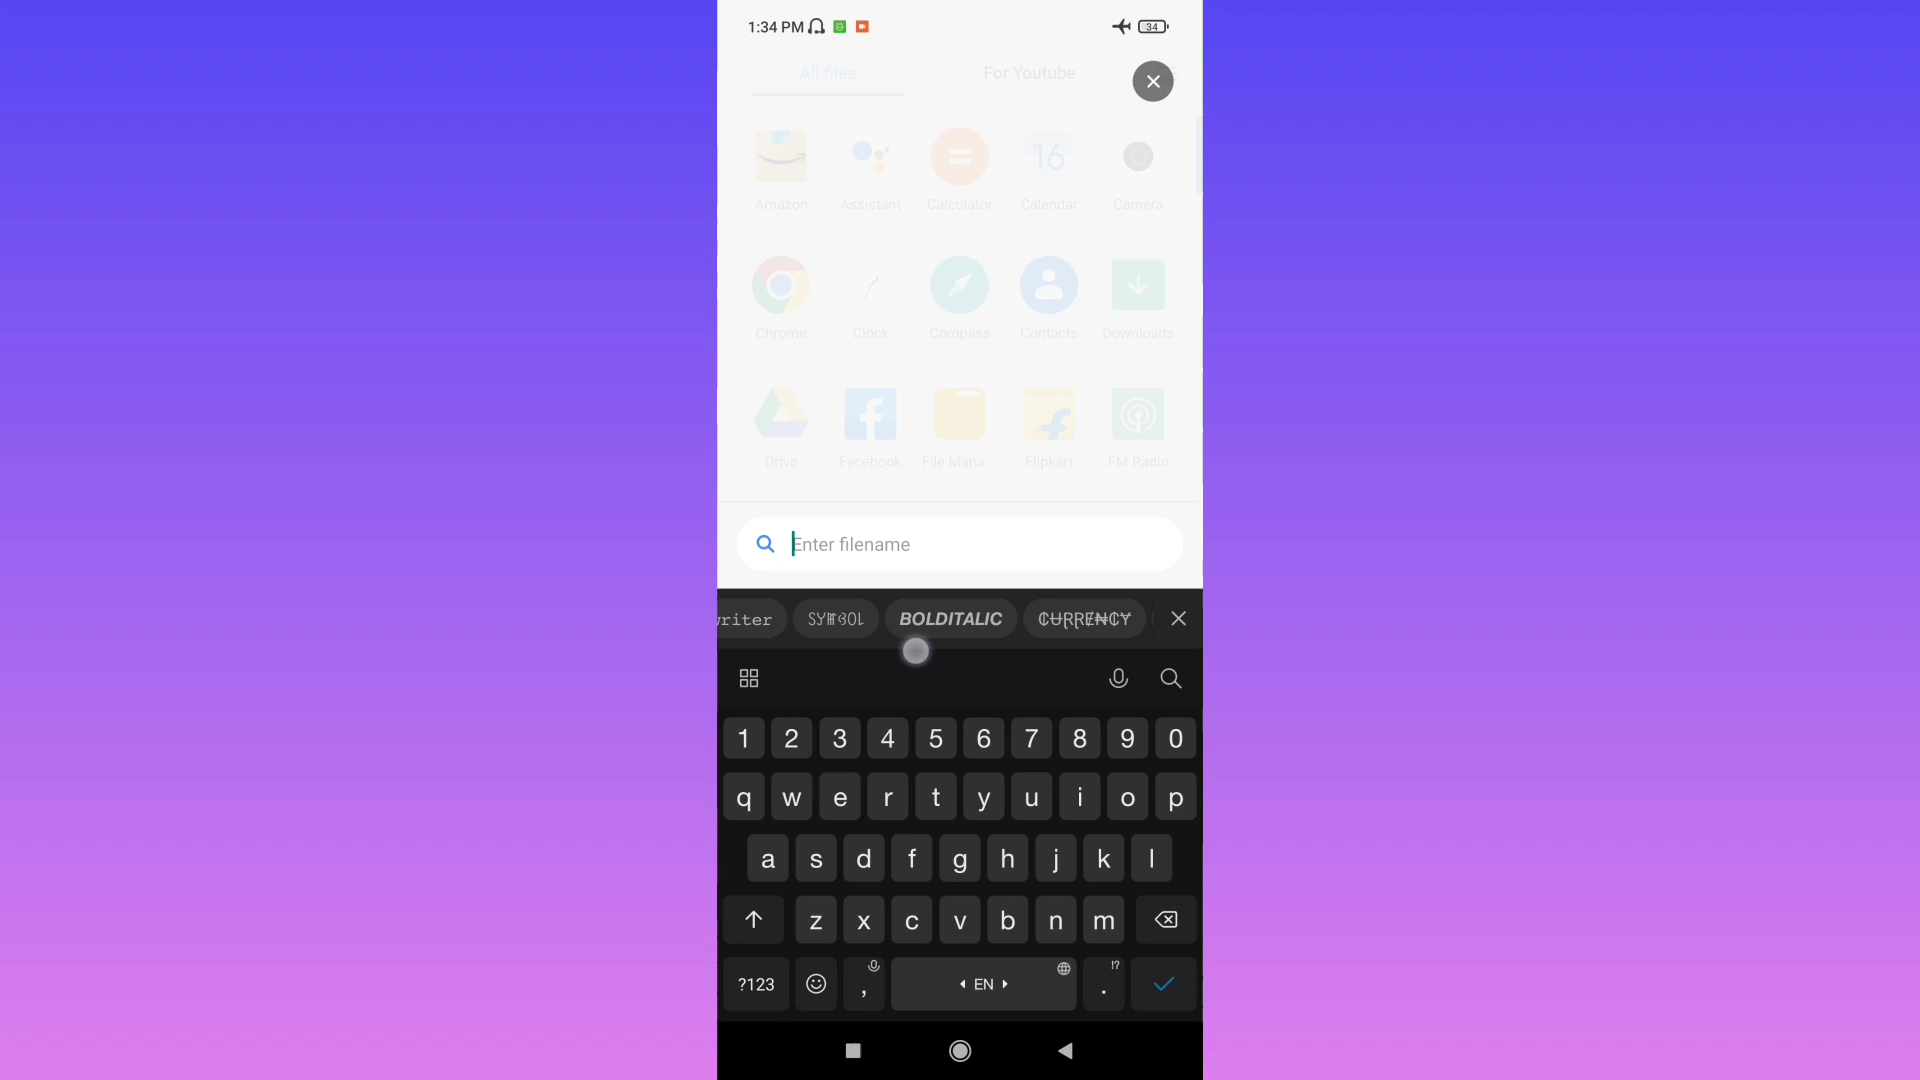 1:34 PM 34
All files For Youtube
16
Amazon Assistant Calculator Calendar Camera
Chrome Clock Compass Contacts Downloads
Drive Facebook File Mana... Flipkart FM Radio
Enter filename
writer SYMBOL BOLDITALIC CURRENCY
1 2 3 4 5 6 7 8 9 0
q w e r t y u i o p
a s d f g h j k l
z x c v b n m
!?
?123 , EN .